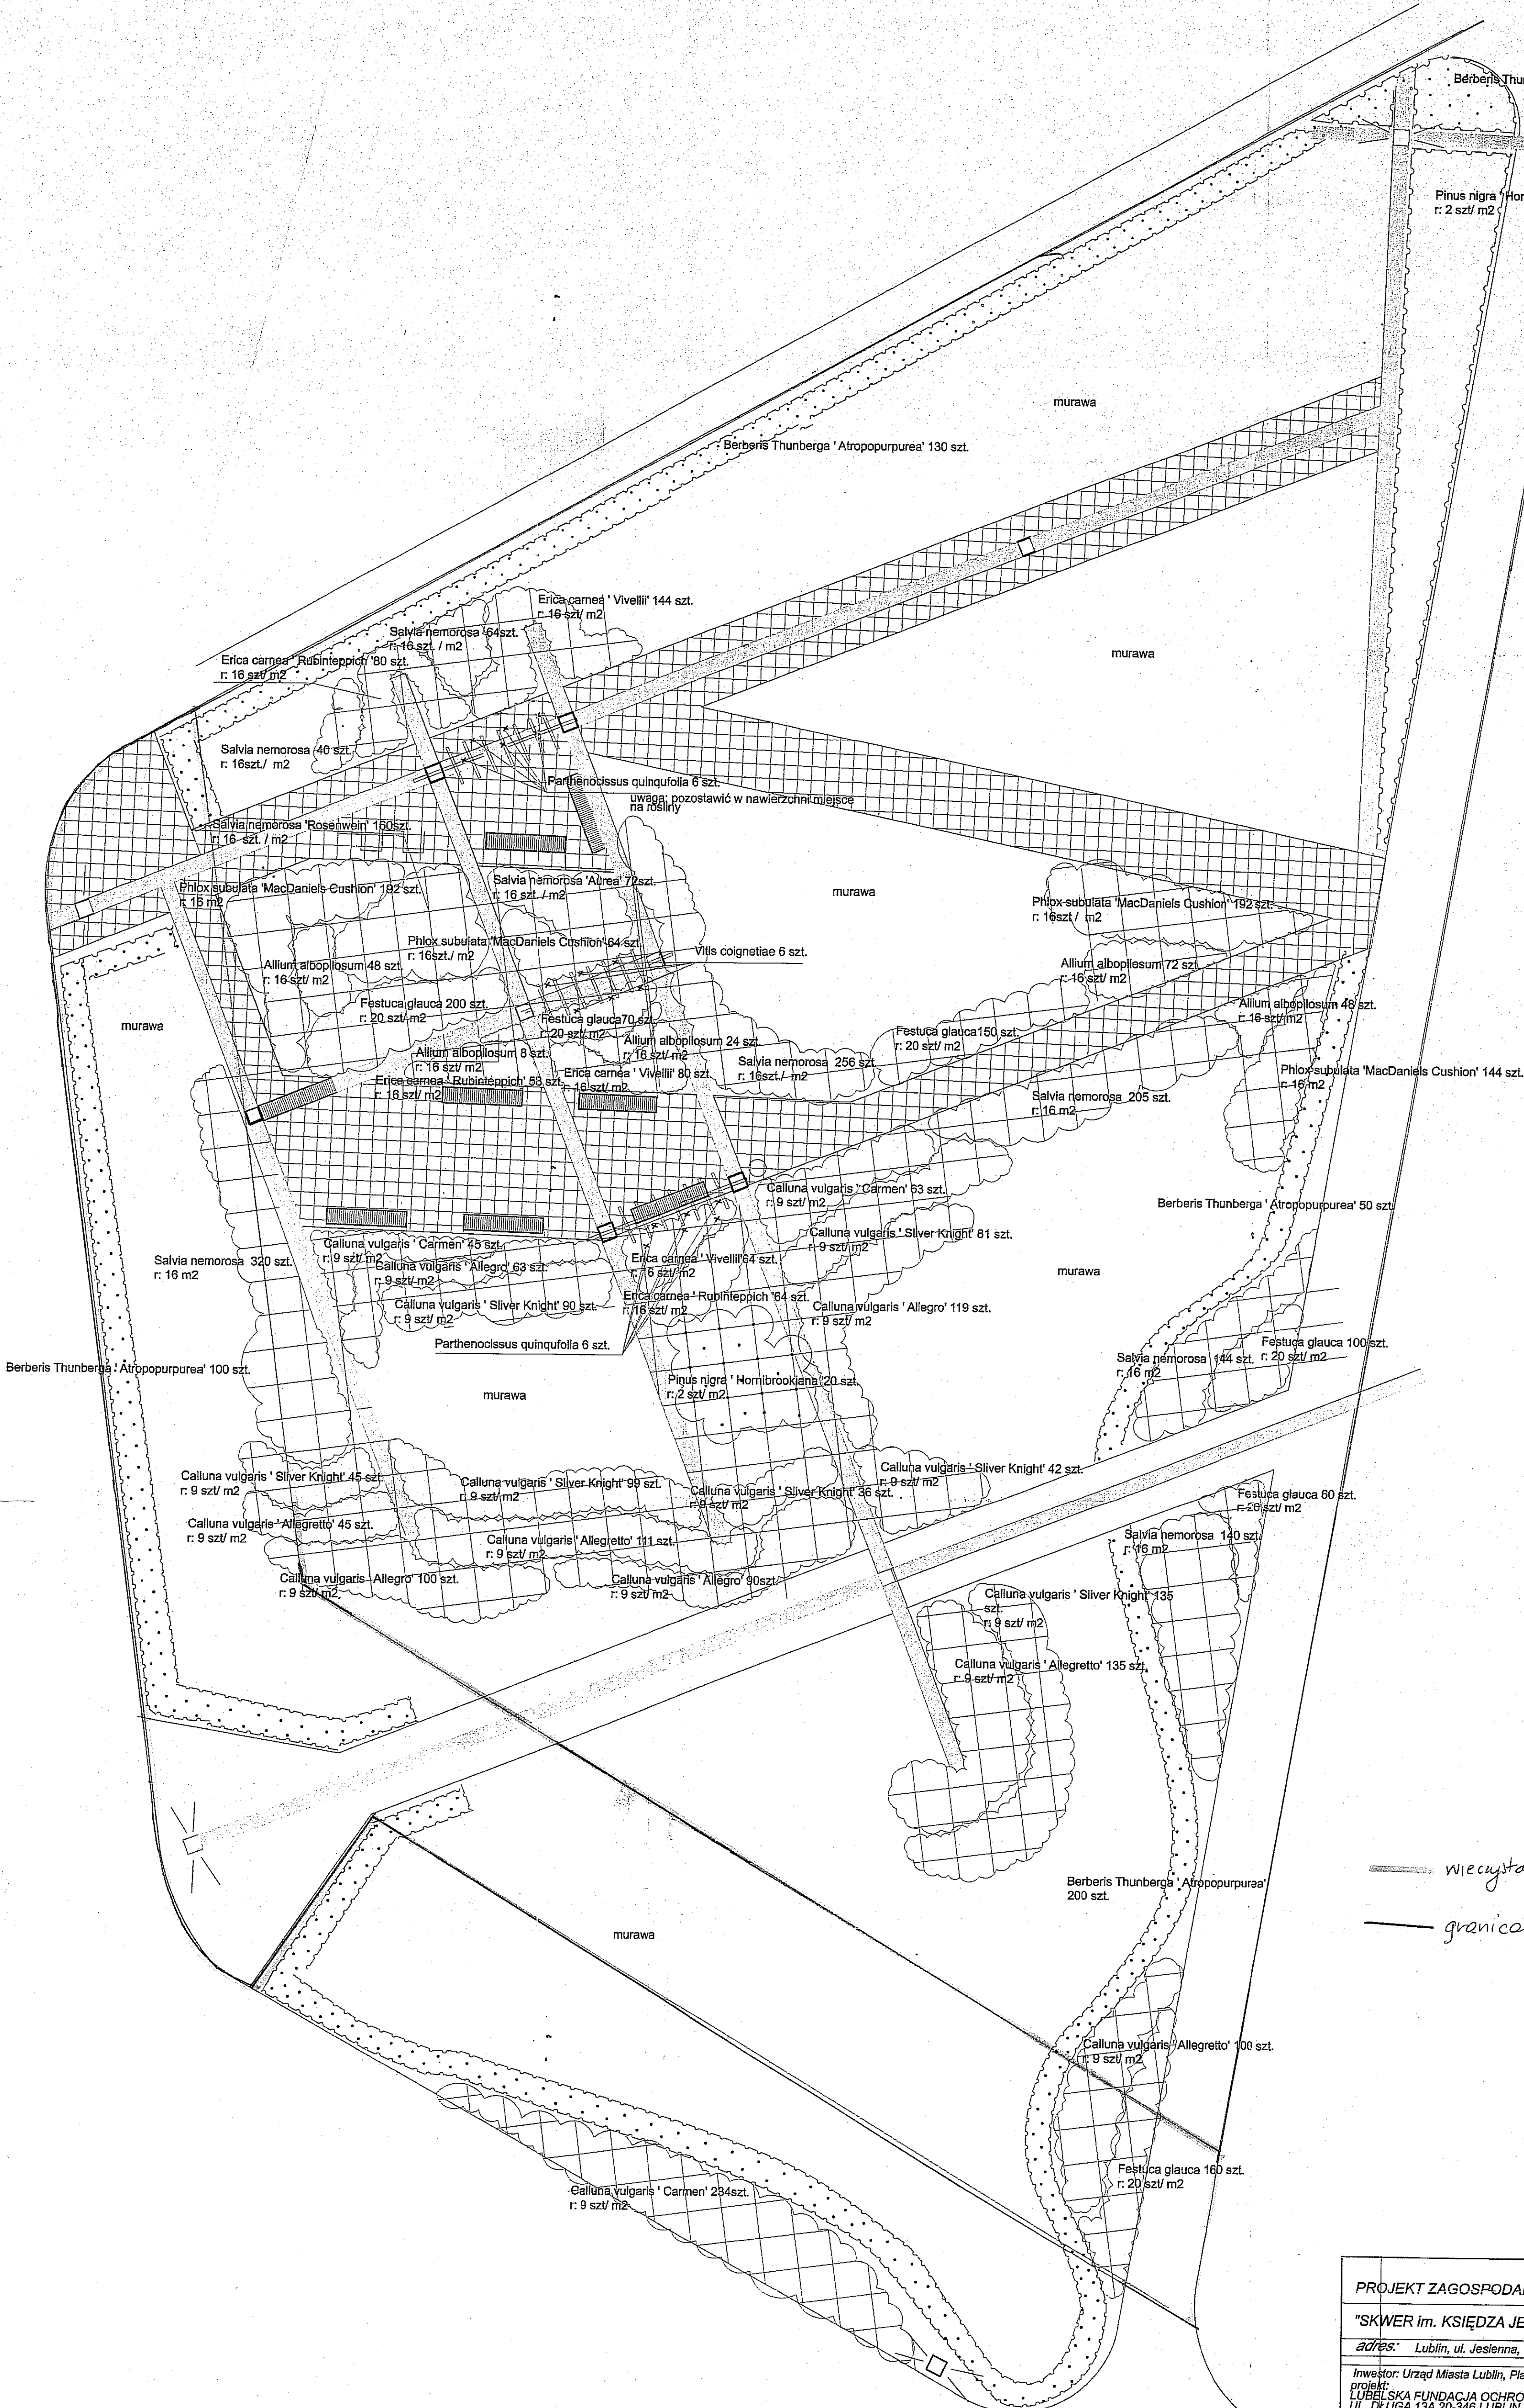 Berberis Thu
Pinus nigra 'Hor
r: 2 szt/ m2
murawa
Berberis Thunberga ' Atropopurpurea' 130 szt.
Erica carnea ' Vivellii' 144 szt.
r: 16 szt/ m2
Salvia nemorosa 64szt.
r: 16 szt. / m2
Erica carnea ' Rubinteppich '80 szt.
r: 16 szt/ m2
murawa
Salvia nemorosa 40 szt.
r: 16szt./ m2
Parthenocissus quinqufolia 6 szt.
uwaga; pozostawić w nawierzchni miejsce
na rośliny
Salvia nemorosa 'Rosenwein' 160szt.
r: 16 szt. / m2
Phlox subulata 'MacDaniels Cushion' 192 szt.
r: 16 m2
Salvia nemorosa 'Aurea' 72szt.
r: 16 szt. / m2
murawa
Phlox subulata 'MacDaniels Cushion' 192 szt.
r: 16szt / m2
Phlox subulata 'MacDaniels Cushion' 64 szt.
r: 16szt./ m2
Vitis coignetiae 6 szt.
Allium albopilosum 48 szt.
r: 16 szt/ m2
Allium albopilosum 72 szt.
r: 16 szt/ m2
Festuca glauca 200 szt.
r: 20 szt/ m2
Allium albopilosum 48 szt.
r: 16 szt/ m2
murawa
Festuca glauca70 szt.
r: 20 szt/ m2
Festuca glauca150 szt.
r: 20 szt/ m2
Allium albopilosum 24 szt.
r: 16 szt/ m2
Allium albopilosum 8 szt.
r: 16 szt/ m2
Salvia nemorosa 256 szt.
r: 16szt./ m2
Erica carnea ' Vivellii' 80 szt.
r: 16 szt/ m2
Phlox subulata 'MacDaniels Cushion' 144 szt.
r: 16 m2
Erica carnea ' Rubinteppich' 58 szt.
r: 16 szt/ m2
Salvia nemorosa 205 szt.
r: 16 m2
Calluna vulgaris ' Carmen' 63 szt.
r: 9 szt/ m2
Berberis Thunberga ' Atropopurpurea' 50 szt.
Calluna vulgaris ' Sliver Knight' 81 szt.
r: 9 szt/ m2
Calluna vulgaris ' Carmen' 45 szt.
r: 9 szt/ m2
Salvia nemorosa 320 szt.
r: 16 m2
Calluna vulgaris ' Allegro' 63 szt.
r: 9 szt/ m2
Erica carnea ' Vivellii'64 szt.
r: 16 szt/ m2
murawa
Calluna vulgaris ' Sliver Knight' 90 szt.
r: 9 szt/ m2
Erica carnea ' Rubinteppich '64 szt.
r: 16 szt/ m2
Calluna vulgaris ' Allegro' 119 szt.
r: 9 szt/ m2
Parthenocissus quinqufolia 6 szt.
Festuca glauca 100 szt.
r: 20 szt/ m2
Salvia nemorosa 144 szt.
r: 16 m2
Berberis Thunberga ' Atropopurpurea' 100 szt.
Pinus nigra ' Hornibrookiana '20 szt.
r: 2 szt/ m2
murawa
Calluna vulgaris ' Sliver Knight' 45 szt.
r: 9 szt/ m2
Calluna vulgaris ' Sliver Knight' 99 szt.
r: 9 szt/ m2
Calluna vulgaris ' Sliver Knight' 36 szt.
r: 9 szt/ m2
Calluna vulgaris ' Sliver Knight' 42 szt.
r: 9 szt/ m2
Festuca glauca 60 szt.
r: 20 szt/ m2
Calluna vulgaris ' Allegretto' 45 szt.
r: 9 szt/ m2
Calluna vulgaris ' Allegretto' 111 szt.
r: 9 szt/ m2
Salvia nemorosa 140 szt.
r: 16 m2
Calluna vulgaris ' Allegro' 100 szt.
r: 9 szt/ m2
Calluna vulgaris ' Allegro' 90szt.
r: 9 szt/ m2
Calluna vulgaris ' Sliver Knight' 135
szt.
r: 9 szt/ m2
Calluna vulgaris ' Allegretto' 135 szt.
r: 9 szt/ m2
Berberis Thunberga ' Atropopurpurea'
200 szt.
wieczysta
granica
murawa
Calluna vulgaris ' Allegretto' 100 szt.
r: 9 szt/ m2
Festuca glauca 160 szt.
r: 20 szt/ m2
Calluna vulgaris ' Carmen' 234szt.
r: 9 szt/ m2
PROJEKT ZAGOSPODA
"SKWER im. KSIĘDZA JE
adres: Lublin, ul. Jesienna,
Inwestor: Urząd Miasta Lublin, Pla
projekt:
LUBELSKA FUNDACJA OCHRO
UL. DŁUGA 13A 20-346 LUBLIN